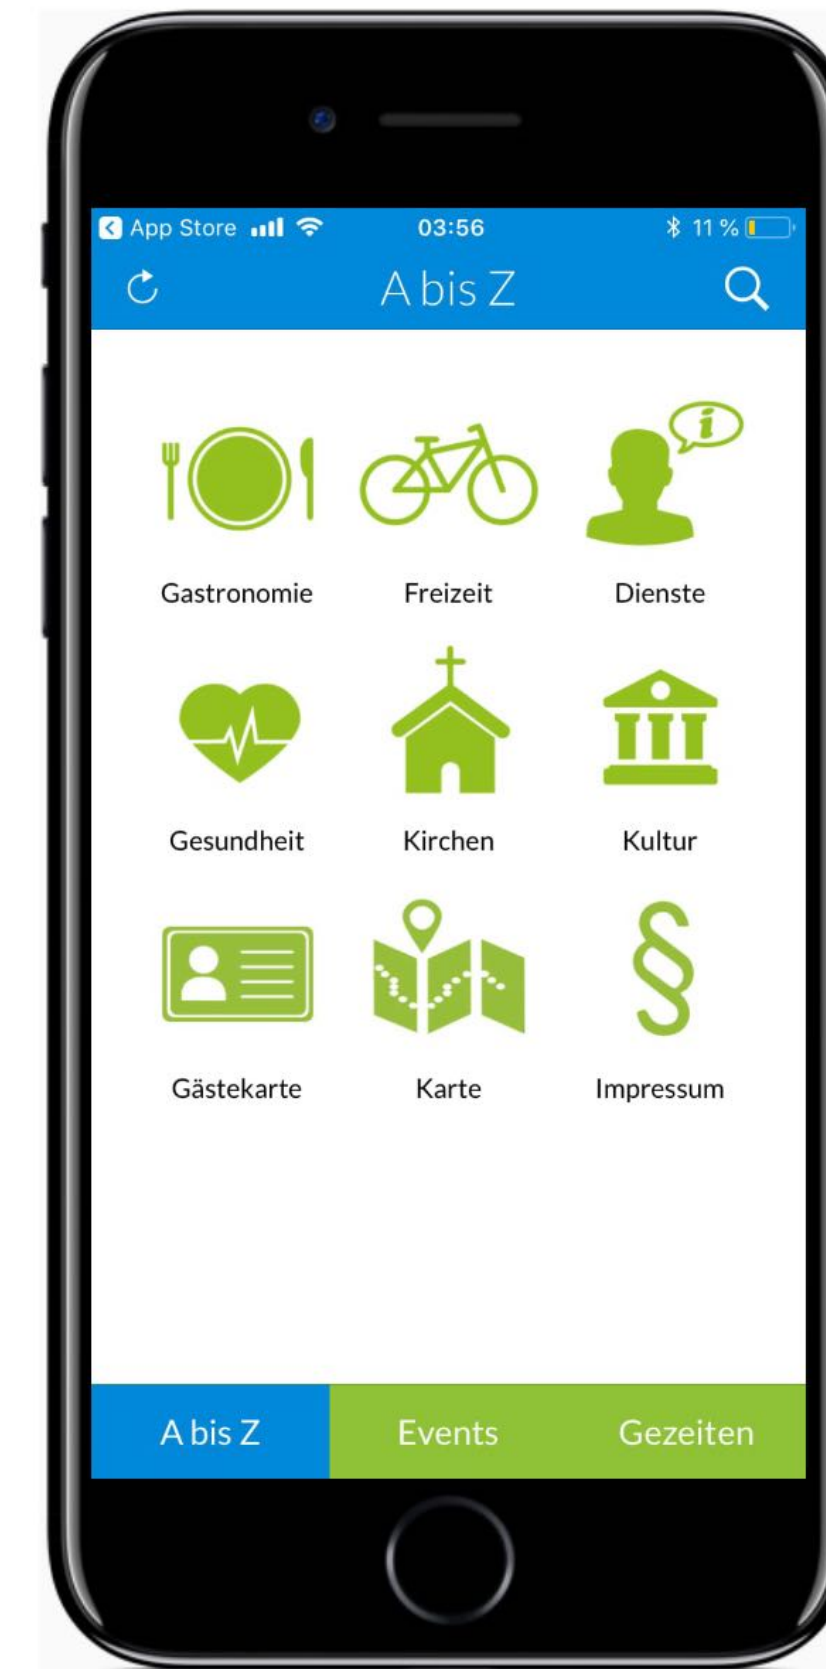 App Store 03:56 11 %
A bis Z
i
Gastronomie Freizeit Dienste
Gesundheit Kirchen Kultur
§
Gästekarte Karte Impressum
A bis Z Events Gezeiten